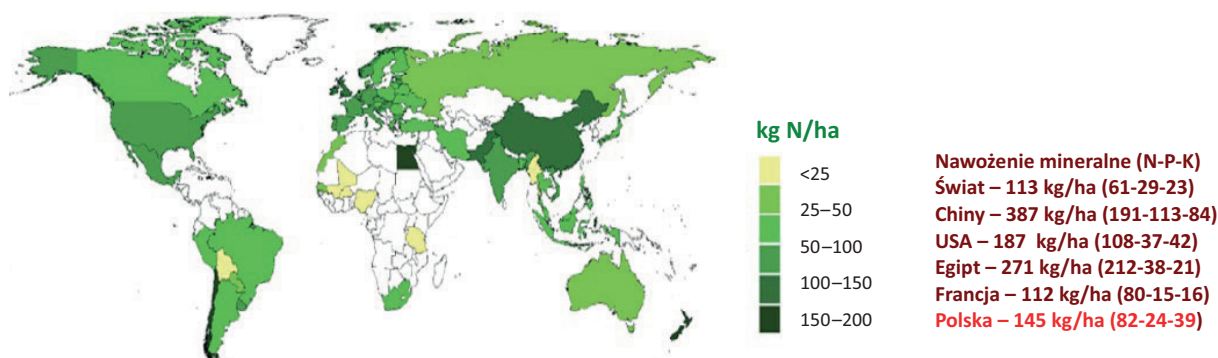 kg N/ha
<25
25–50
50–100
100–150
150–200
Nawożenie mineralne (N-P-K)
Świat – 113 kg/ha (61-29-23)
Chiny – 387 kg/ha (191-113-84)
USA – 187 kg/ha (108-37-42)
Egipt – 271 kg/ha (212-38-21)
Francja – 112 kg/ha (80-15-16)
Polska – 145 kg/ha (82-24-39)